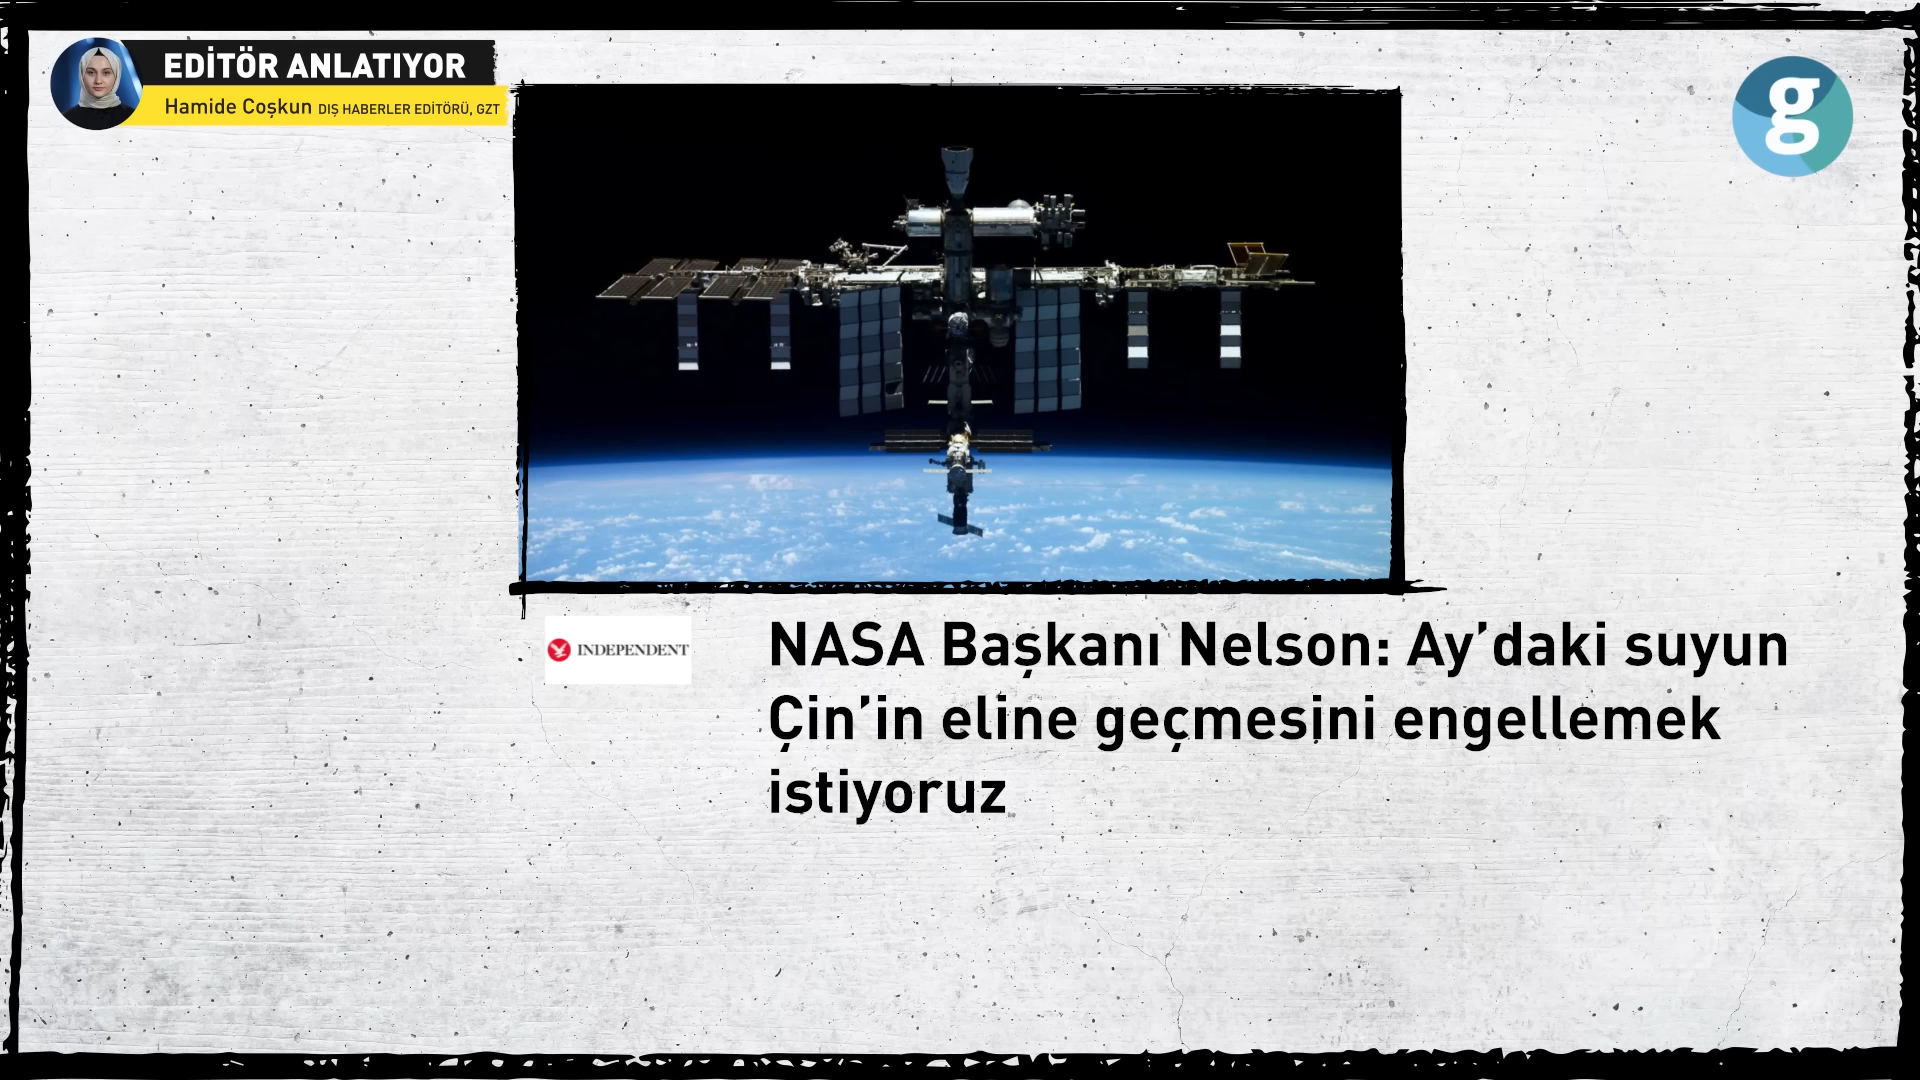 EDİTÖR ANLATIYOR
Hamide Coşkun DIŞ HABERLER EDİTÖRÜ, GZT
g
INDEPENDENT
NASA Başkanı Nelson: Ay’daki suyun
Çin’in eline geçmesini engellemek
istiyoruz